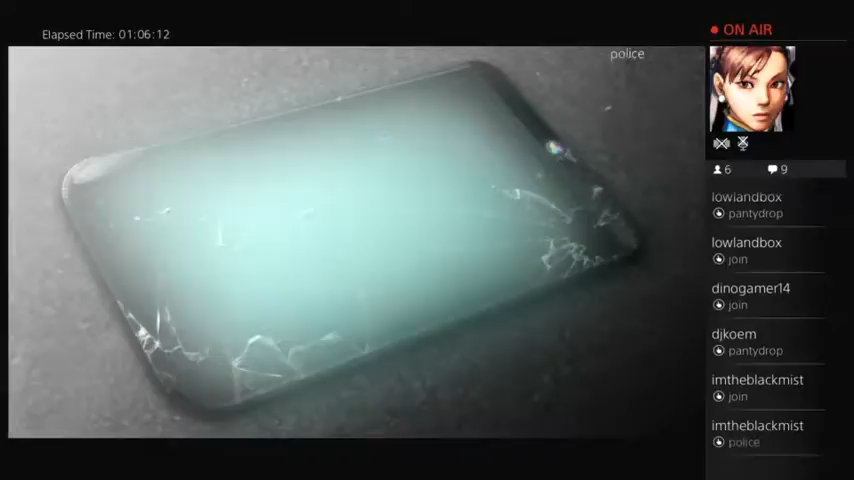 Elapsed Time: 01:06:12
police
ON AIR
6 9
lowlandbox
pantydrop
lowlandbox
join
dinogamer14
join
djkoem
pantydrop
imtheblackmist
join
imtheblackmist
police